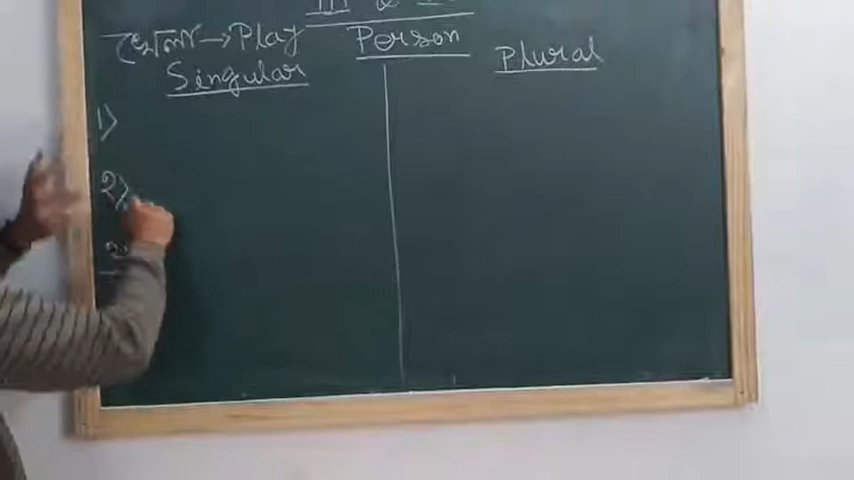 खेलना → Play
Person
Singular
Plural
1)
2)